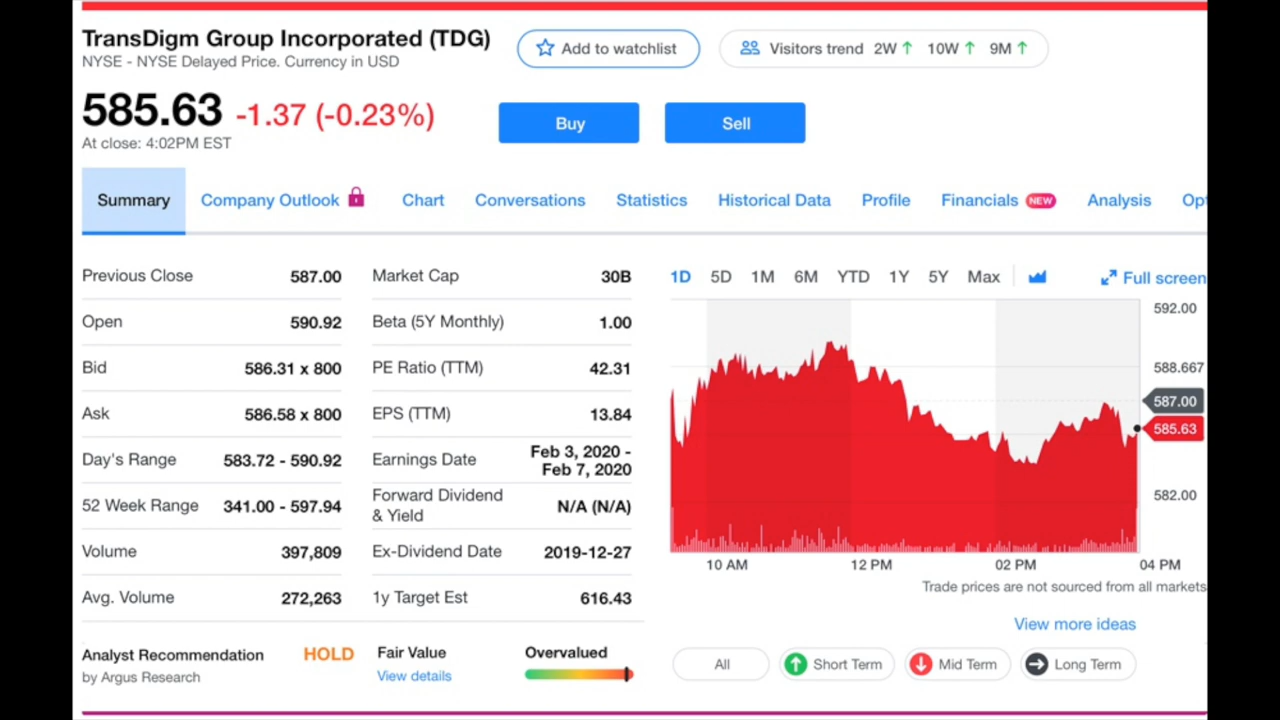 TransDigm Group Incorporated (TDG)
NYSE - NYSE Delayed Price. Currency in USD
Add to watchlist
Visitors trend 2W ↑ 10W ↑ 9M ↑
585.63 -1.37 (-0.23%)
At close: 4:02PM EST
Buy
Sell
Summary Company Outlook Chart Conversations Statistics Historical Data Profile Financials NEW Analysis Opt
Previous Close 587.00
Open 590.92
Bid 586.31 x 800
Ask 586.58 x 800
Day's Range 583.72 - 590.92
52 Week Range 341.00 - 597.94
Volume 397,809
Avg. Volume 272,263
Market Cap 30B
Beta (5Y Monthly) 1.00
PE Ratio (TTM) 42.31
EPS (TTM) 13.84
Earnings Date Feb 3, 2020 -
Feb 7, 2020
Forward Dividend
& Yield N/A (N/A)
Ex-Dividend Date 2019-12-27
1y Target Est 616.43
1D 5D 1M 6M YTD 1Y 5Y Max Full screen
592.00
588.667
587.00
585.63
582.00
10 AM 12 PM 02 PM 04 PM
Trade prices are not sourced from all markets
View more ideas
Analyst Recommendation HOLD
by Argus Research
Fair Value
View details
Overvalued
All Short Term Mid Term Long Term